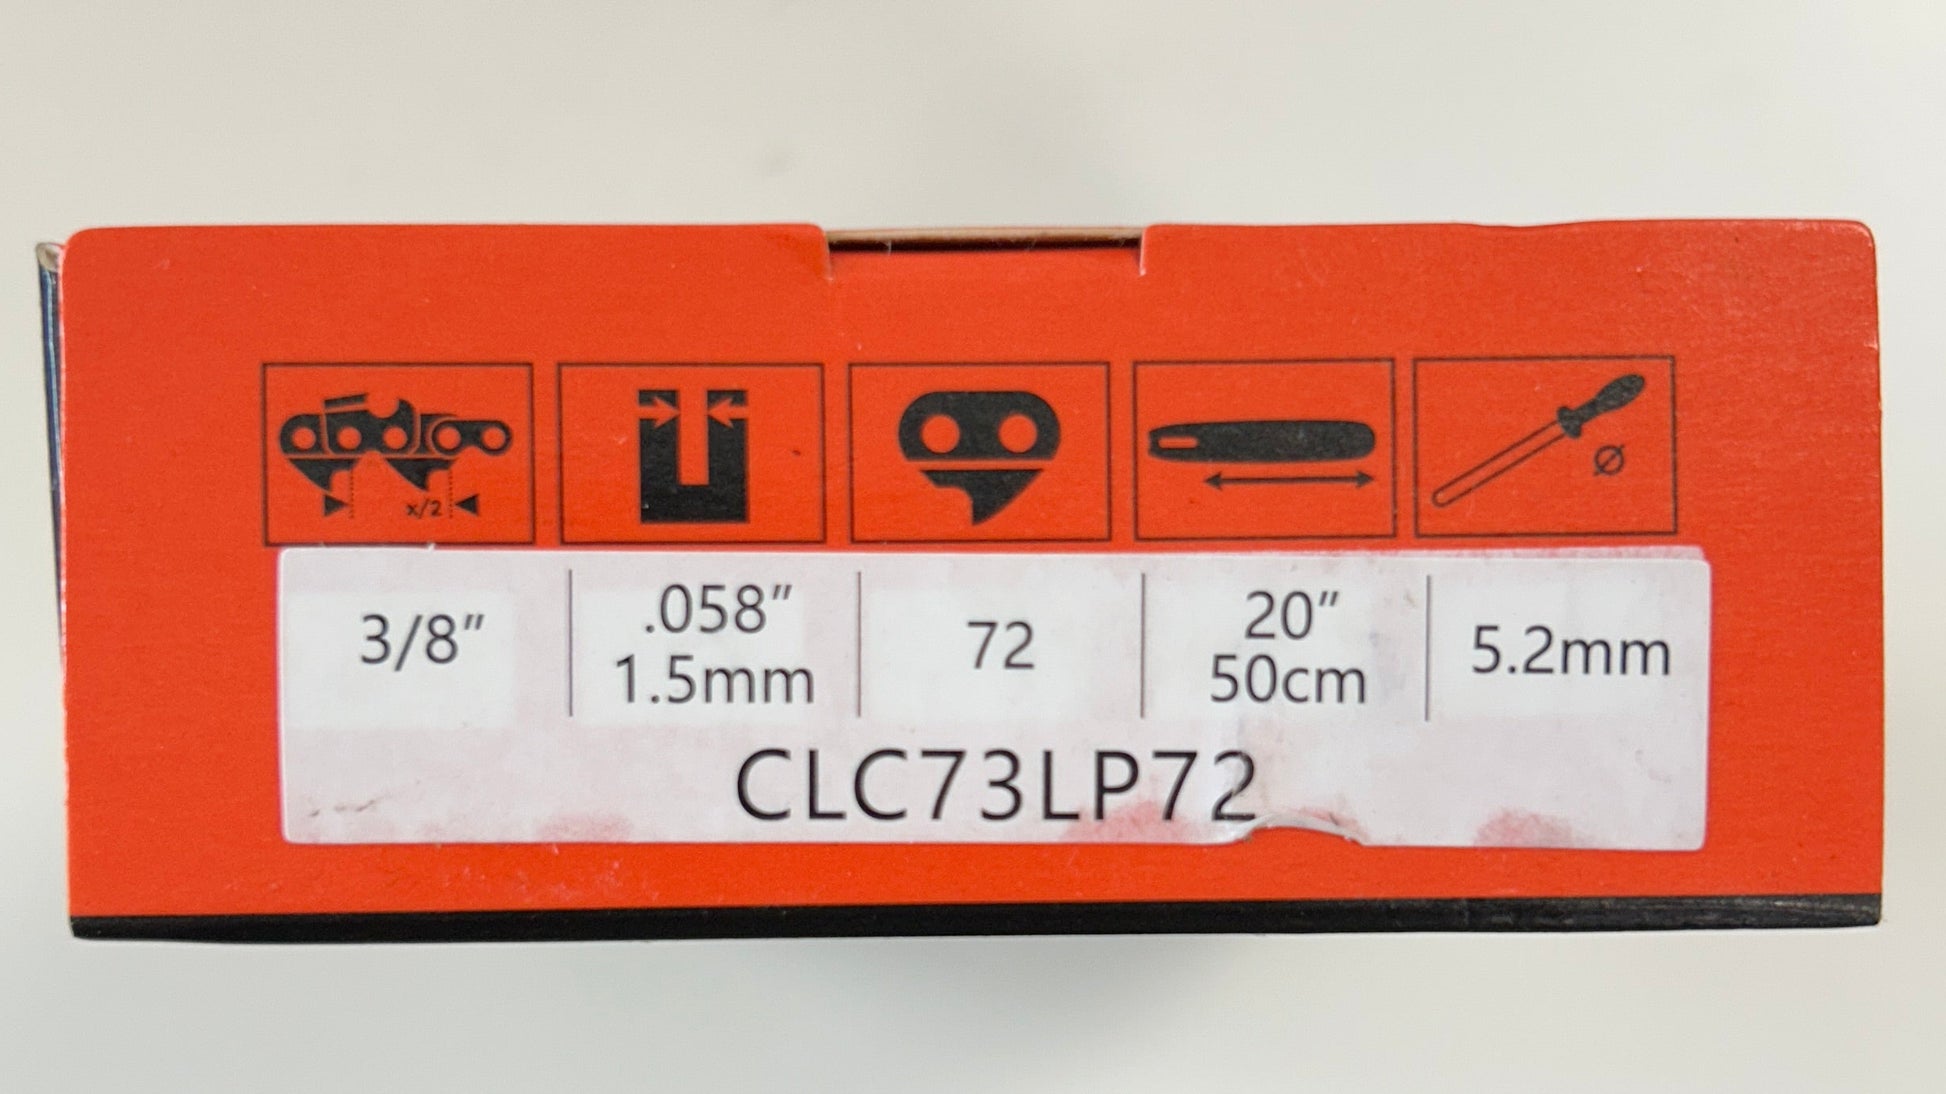 x/2
Ø
3/8"
.058"
1.5mm
72
20"
50cm
5.2mm
CLC73LP72